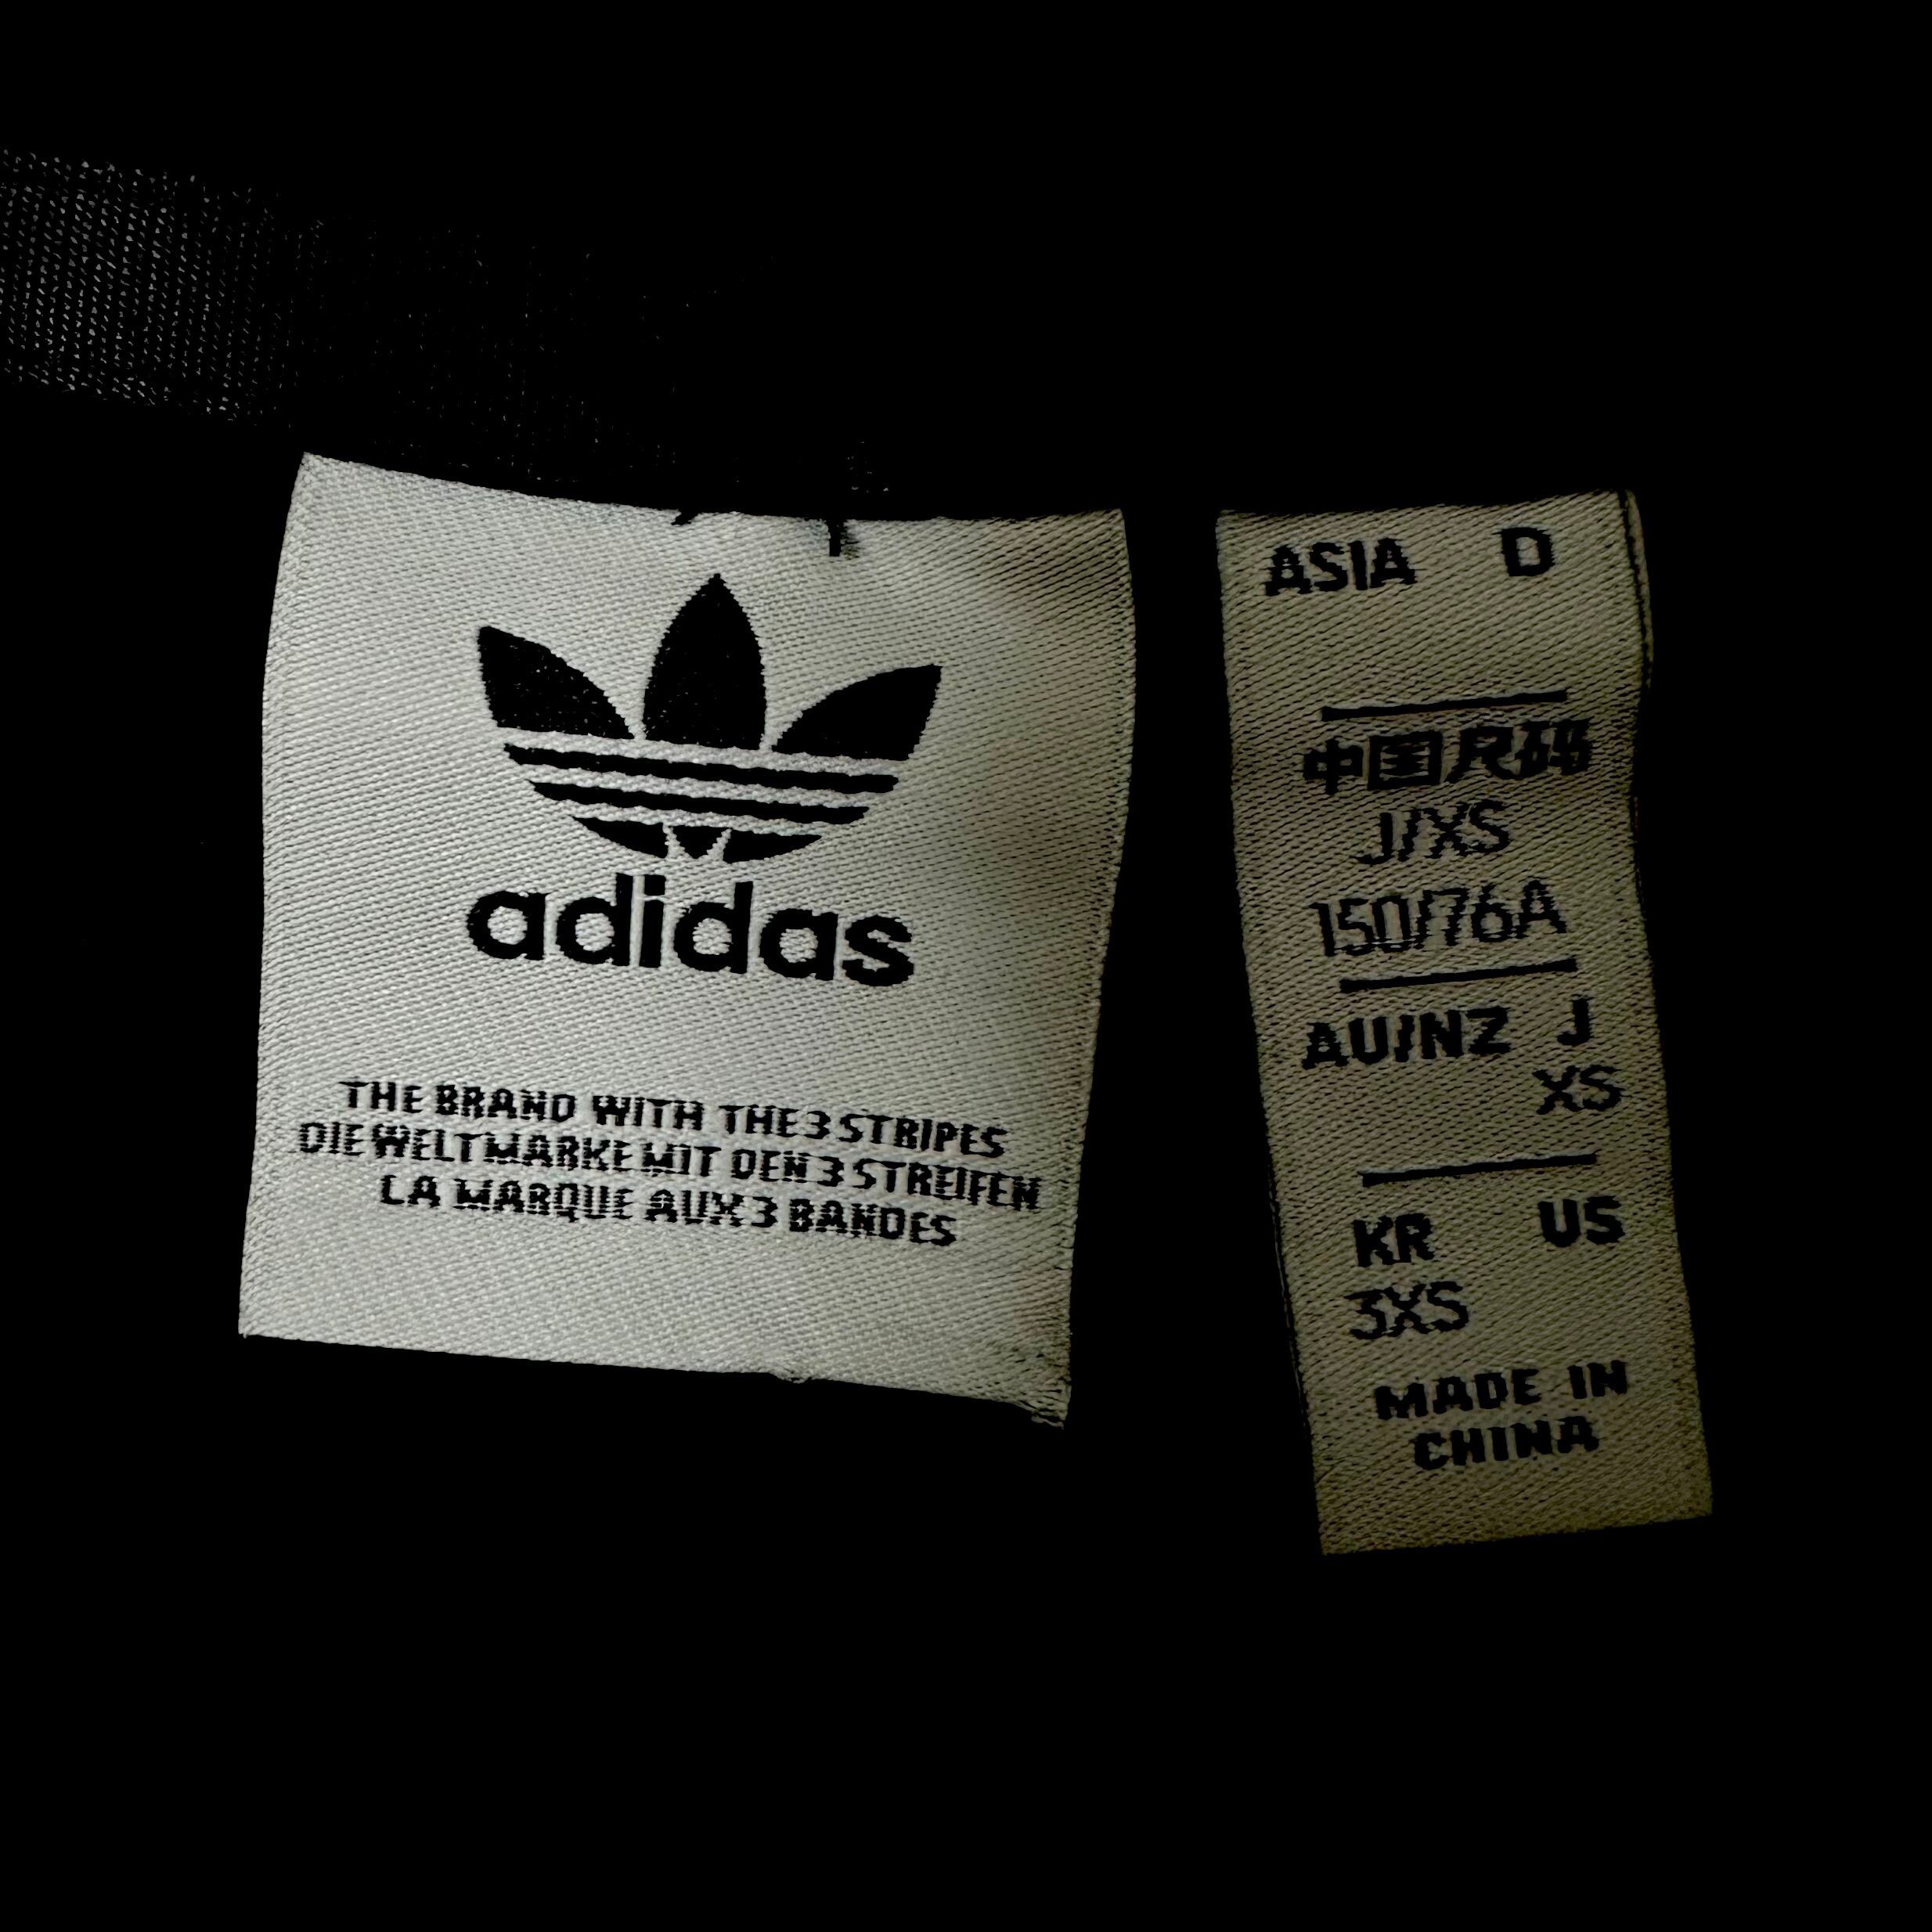 adidas
THE BRAND WITH THE 3 STRIPES
DIE WELTMARKE MIT DEN 3 STREIFEN
LA MARQUE AUX 3 BANDES
ASIA D
中国尺码
J/XS
150/76A
AU/NZ J
XS
KR US
3XS
MADE IN
CHINA